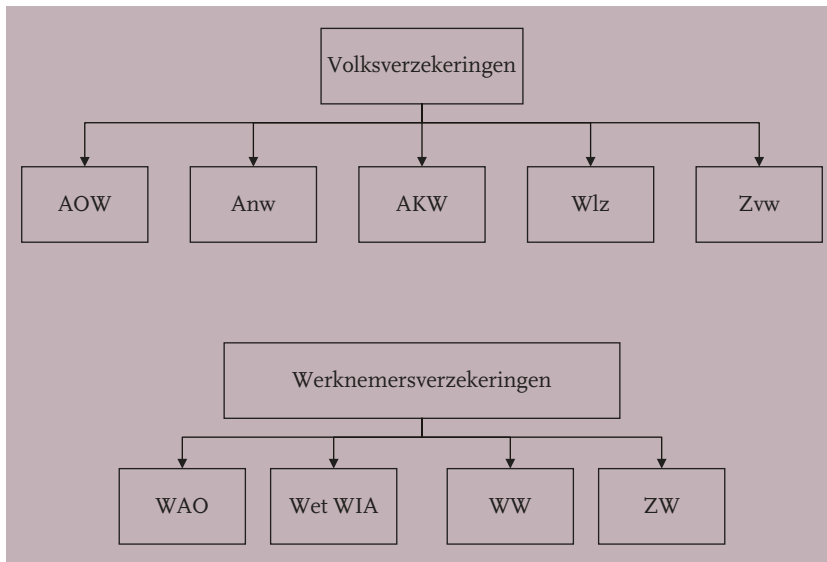 Volksverzekeringen
AOW
Anw
AKW
Wlz
Zvw
Werknemersverzekeringen
WAO
Wet WIA
WW
ZW